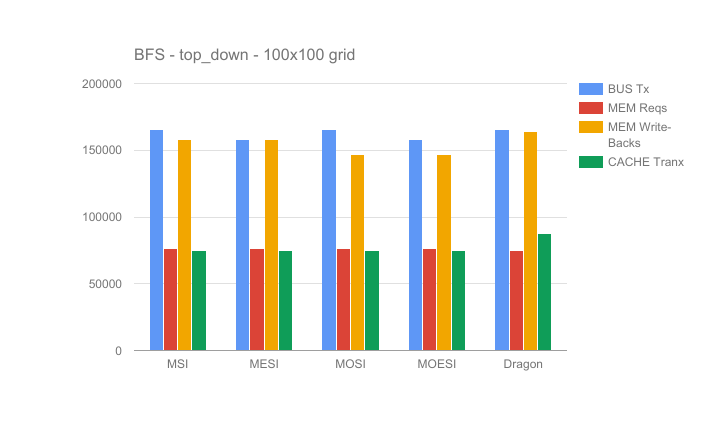 BFS - top_down - 100x100 grid
200000
150000
100000
50000
0
MSI
MESI
MOSI
MOESI
Dragon
BUS Tx
MEM Reqs
MEM Write-
Backs
CACHE Tranx